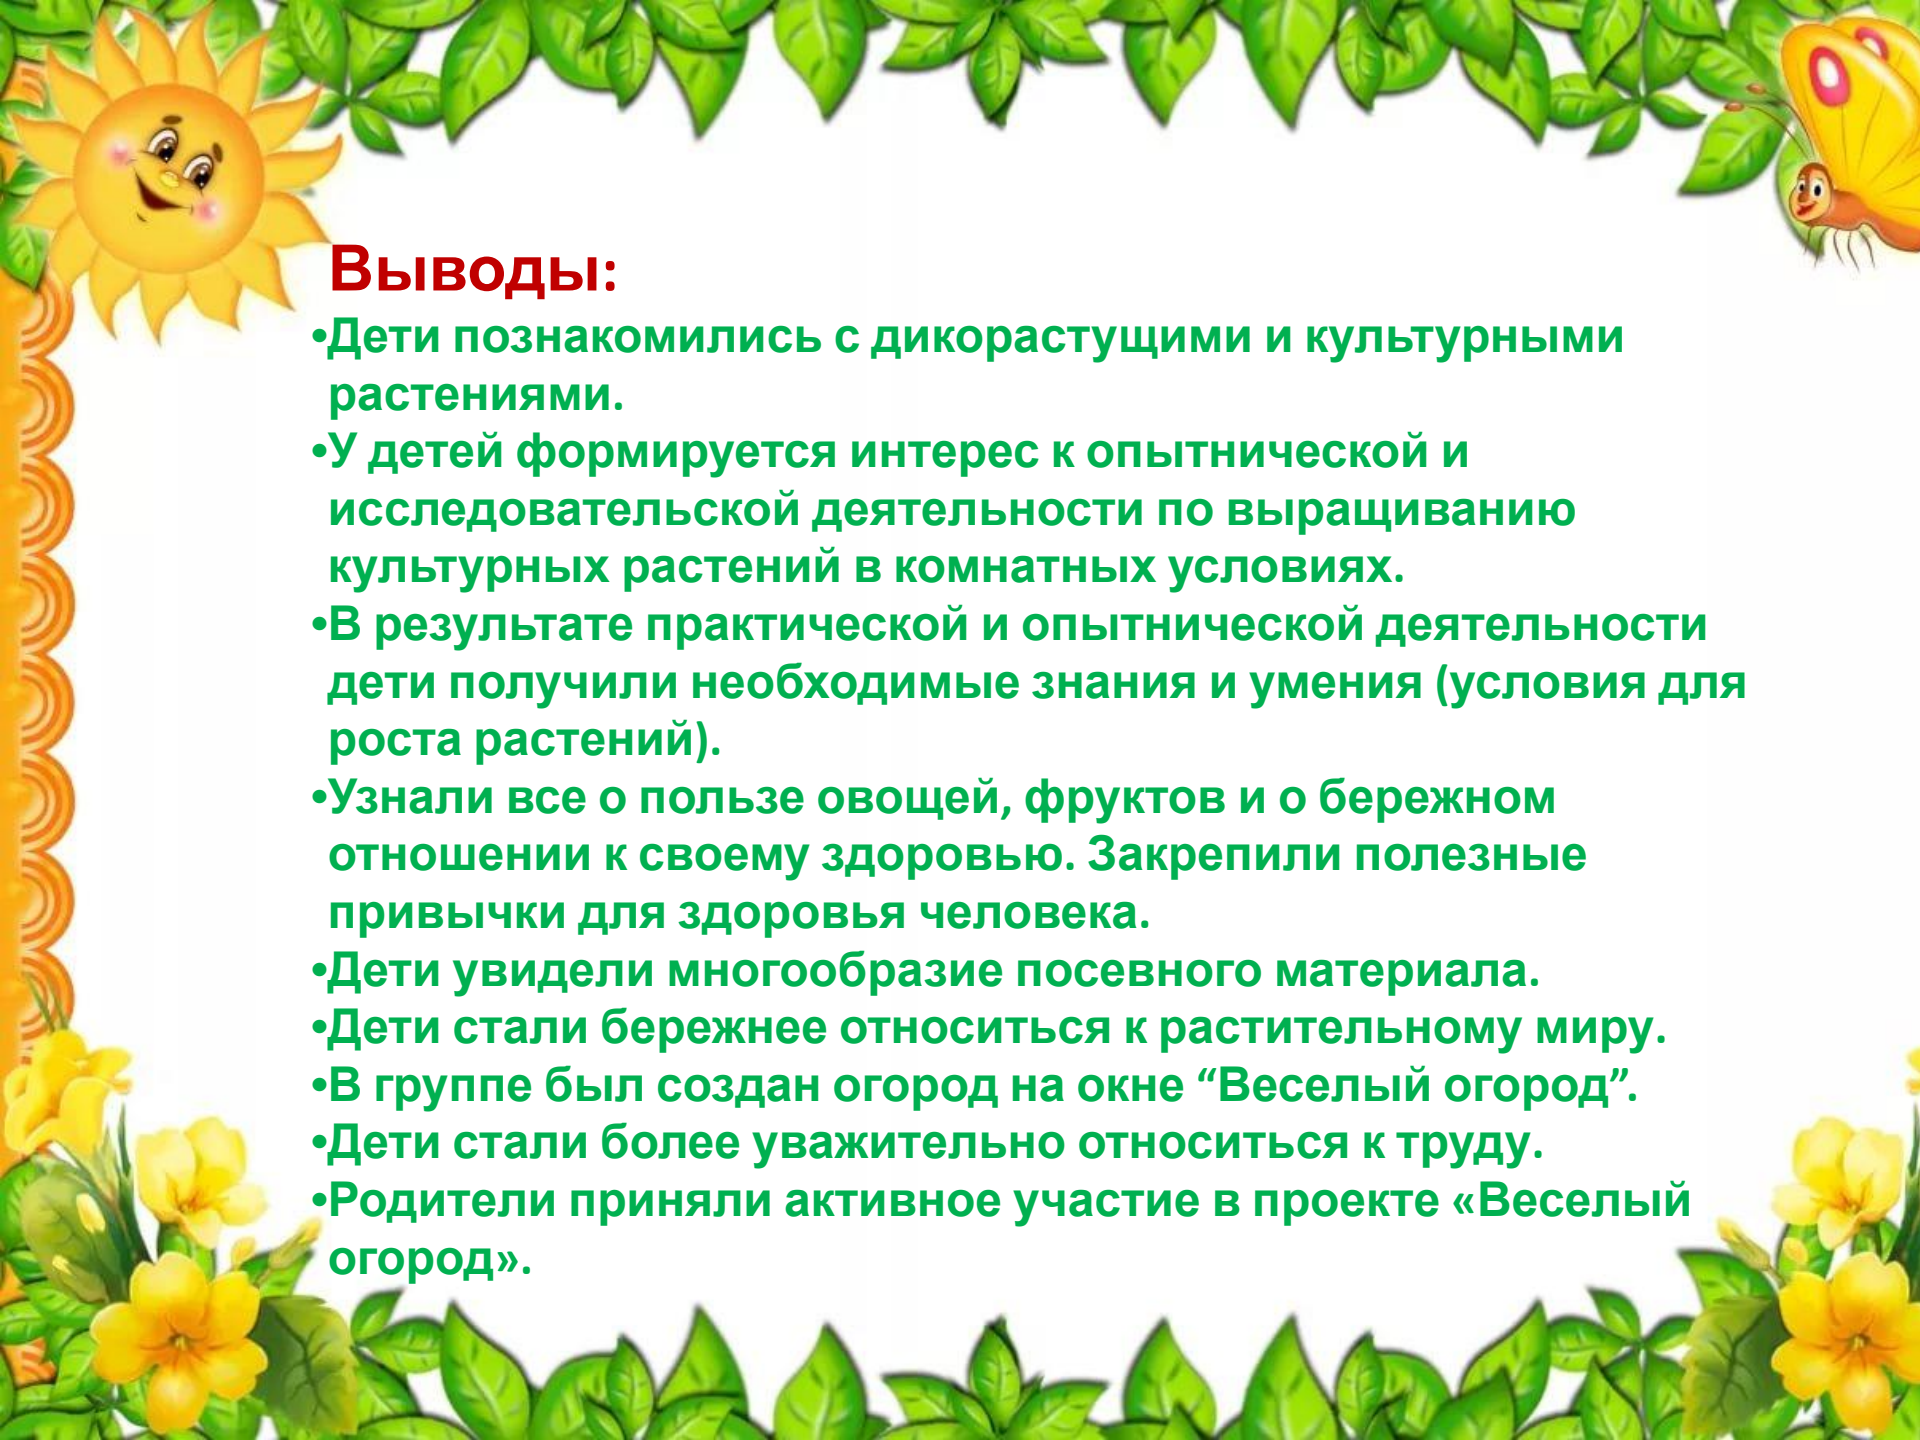 Выводы:
•Дети познакомились с дикорастущими и культурными
растениями.
•У детей формируется интерес к опытнической и
исследовательской деятельности по выращиванию
культурных растений в комнатных условиях.
•В результате практической и опытнической деятельности
дети получили необходимые знания и умения (условия для
роста растений).
•Узнали все о пользе овощей, фруктов и о бережном
отношении к своему здоровью. Закрепили полезные
привычки для здоровья человека.
•Дети увидели многообразие посевного материала.
•Дети стали бережнее относиться к растительному миру.
•В группе был создан огород на окне “Веселый огород”.
•Дети стали более уважительно относиться к труду.
•Родители приняли активное участие в проекте «Веселый
огород».